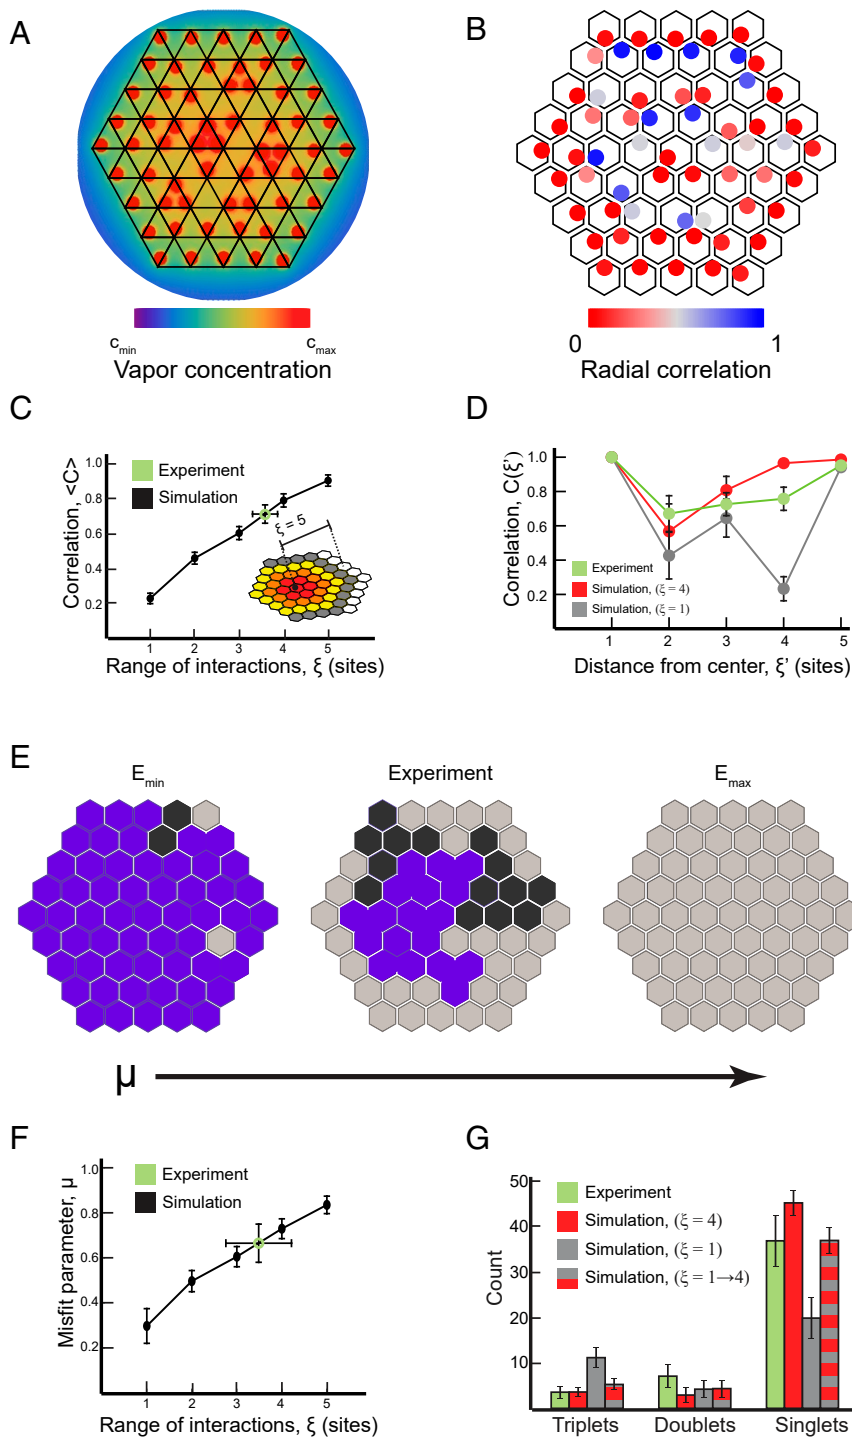 A
c_min
c_max
Vapor concentration
B
0
1
Radial correlation
C
1.0
0.8
0.6
0.4
0.2
Correlation, <C>
Experiment
Simulation
ξ = 5
1 2 3 4 5
Range of interactions, ξ (sites)
D
1.0
0.8
0.6
0.4
0.2
Correlation, C(ξ')
Experiment
Simulation, (ξ = 4)
Simulation, (ξ = 1)
1 2 3 4 5
Distance from center, ξ' (sites)
E
E_min
Experiment
E_max
μ
F
1.0
0.8
0.6
0.4
0.2
Misfit parameter, μ
Experiment
Simulation
1 2 3 4 5
Range of interactions, ξ (sites)
G
50
40
30
20
10
Count
Experiment
Simulation, (ξ = 4)
Simulation, (ξ = 1)
Simulation, (ξ = 1→4)
Triplets Doublets Singlets